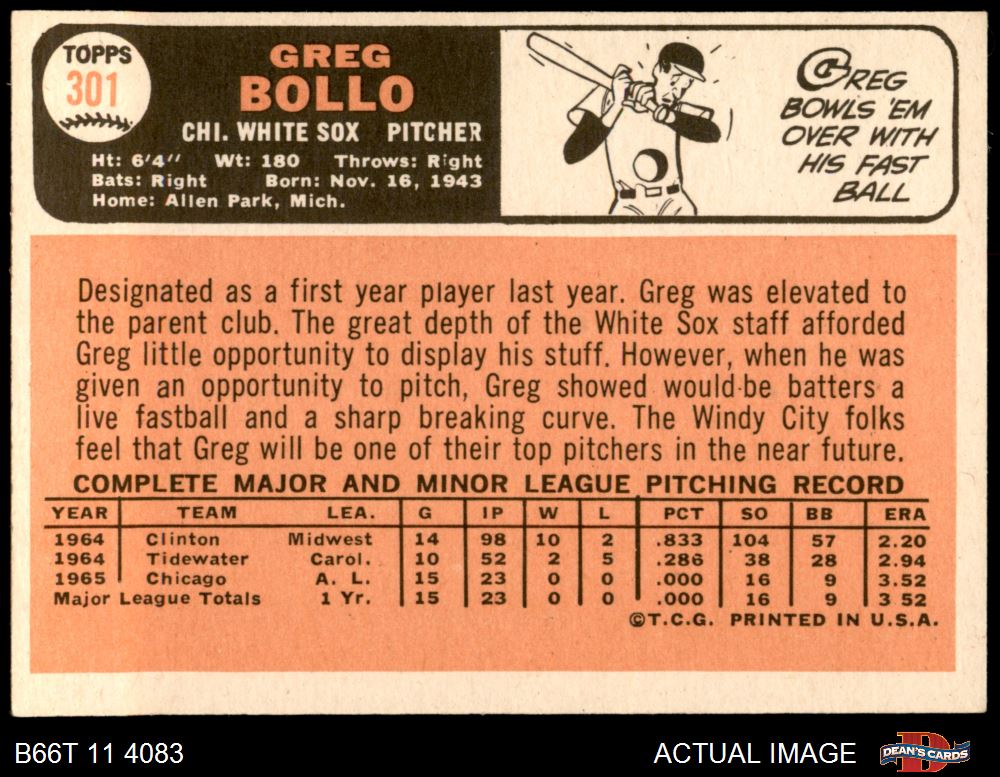 TOPPS
301
GREG
BOLLO
CHI. WHITE SOX PITCHER
Ht: 6'4" Wt: 180 Throws: Right
Bats: Right Born: Nov. 16, 1943
Home: Allen Park, Mich.
GREG
BOWLS 'EM
OVER WITH
HIS FAST
BALL
Designated as a first year player last year. Greg was elevated to
the parent club. The great depth of the White Sox staff afforded
Greg little opportunity to display his stuff. However, when he was
given an opportunity to pitch, Greg showed would-be batters a
live fastball and a sharp breaking curve. The Windy City folks
feel that Greg will be one of their top pitchers in the near future.
COMPLETE MAJOR AND MINOR LEAGUE PITCHING RECORD
YEAR TEAM LEA. G IP W L PCT SO BB ERA
1964 Clinton Midwest 14 98 10 2 .833 104 57 2.20
1964 Tidewater Carol. 10 52 2 5 .286 38 28 2.94
1965 Chicago A. L. 15 23 0 0 .000 16 9 3.52
Major League Totals 1 Yr. 15 23 0 0 .000 16 9 3 52
©T.C.G. PRINTED IN U.S.A.
B66T 11 4083
ACTUAL IMAGE
DEAN'S CARDS